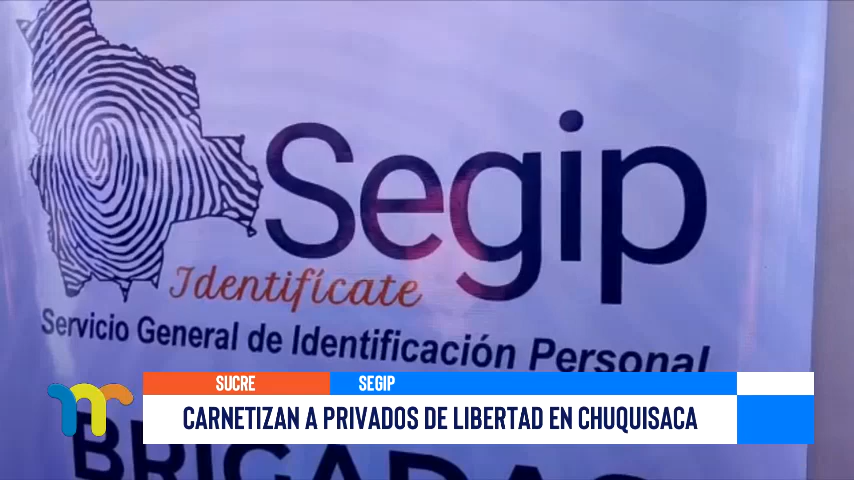 Segip
Identifícate
Servicio General de Identificación Personal
SUCRE SEGIP
CARNETIZAN A PRIVADOS DE LIBERTAD EN CHUQUISACA